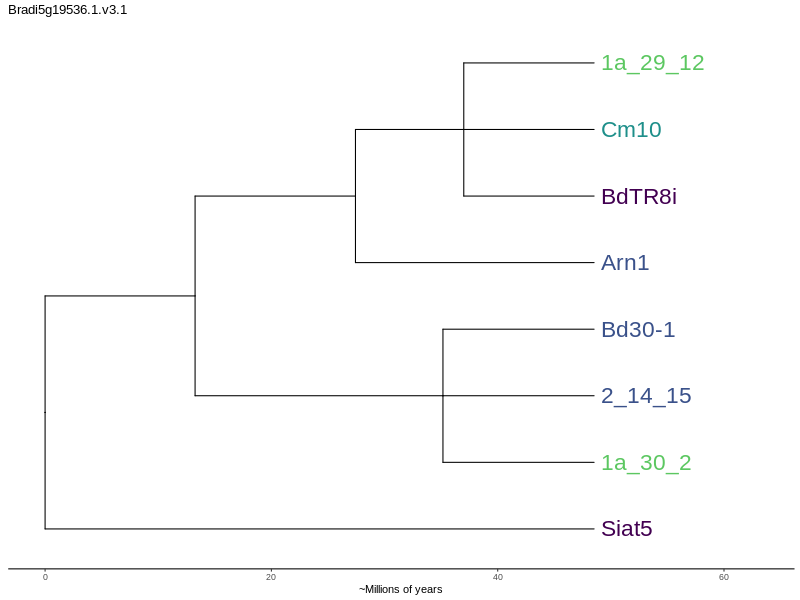 Bradi5g19536.1.v3.1
1a_29_12
Cm10
BdTR8i
Arn1
Bd30-1
2_14_15
1a_30_2
Siat5
0 20 40 60
~Millions of years